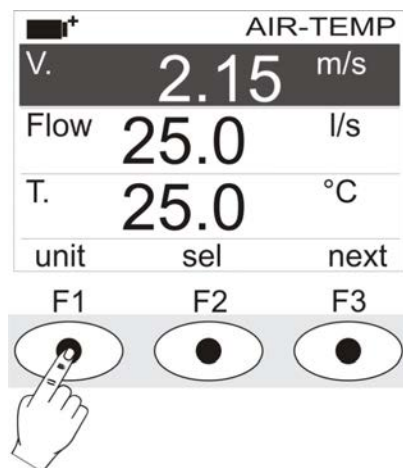 + AIR-TEMP
V. 2.15 m/s
Flow 25.0 l/s
T. 25.0 °C
unit sel next
F1 F2 F3